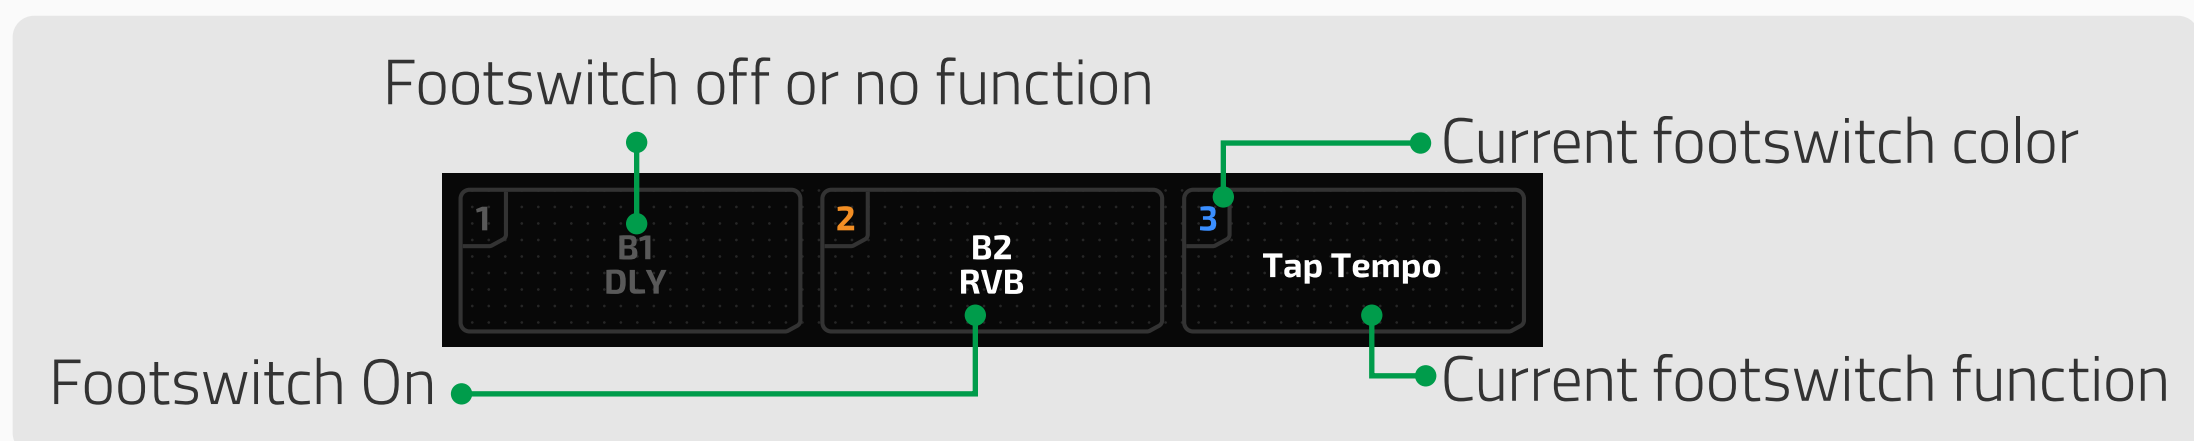 Footswitch off or no function
Current footswitch color
1
B1
DLY
2
B2
RVB
3
Tap Tempo
Footswitch On
Current footswitch function